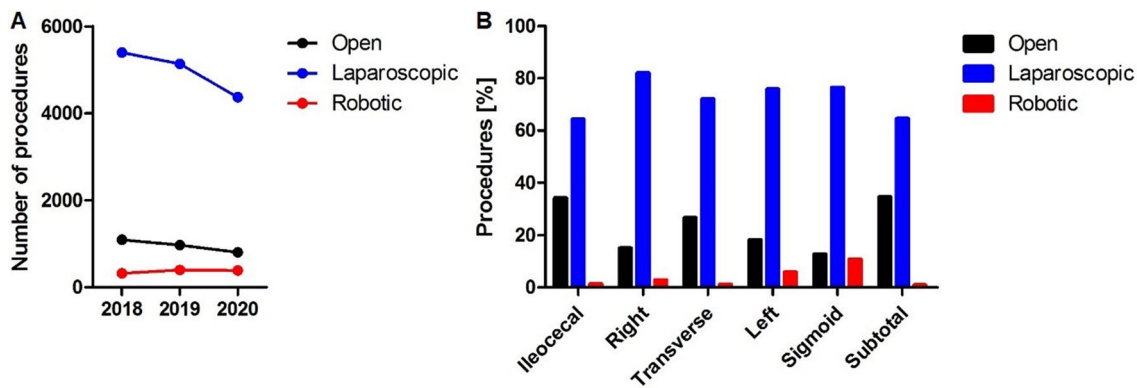 A
Number of procedures
6000
4000
2000
0
2018 2019 2020
Open
Laparoscopic
Robotic
B
Procedures [%]
100
80
60
40
20
0
Ileocecal
Right
Transverse
Left
Sigmoid
Subtotal
Open
Laparoscopic
Robotic